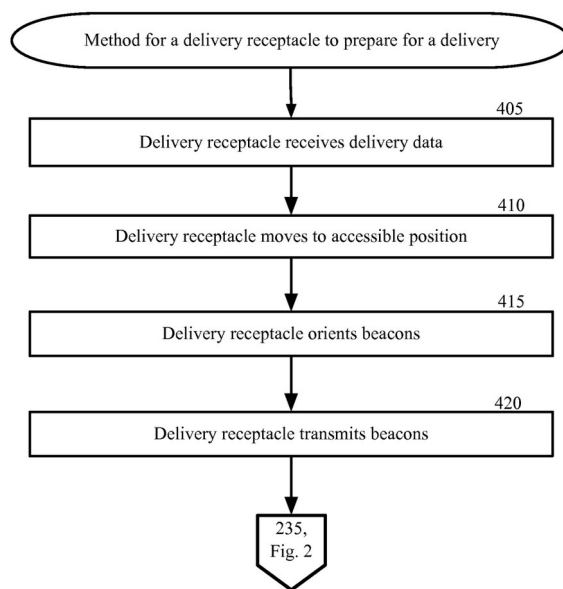 Method for a delivery receptacle to prepare for a delivery
405
Delivery receptacle receives delivery data
410
Delivery receptacle moves to accessible position
415
Delivery receptacle orients beacons
420
Delivery receptacle transmits beacons
235,
Fig. 2